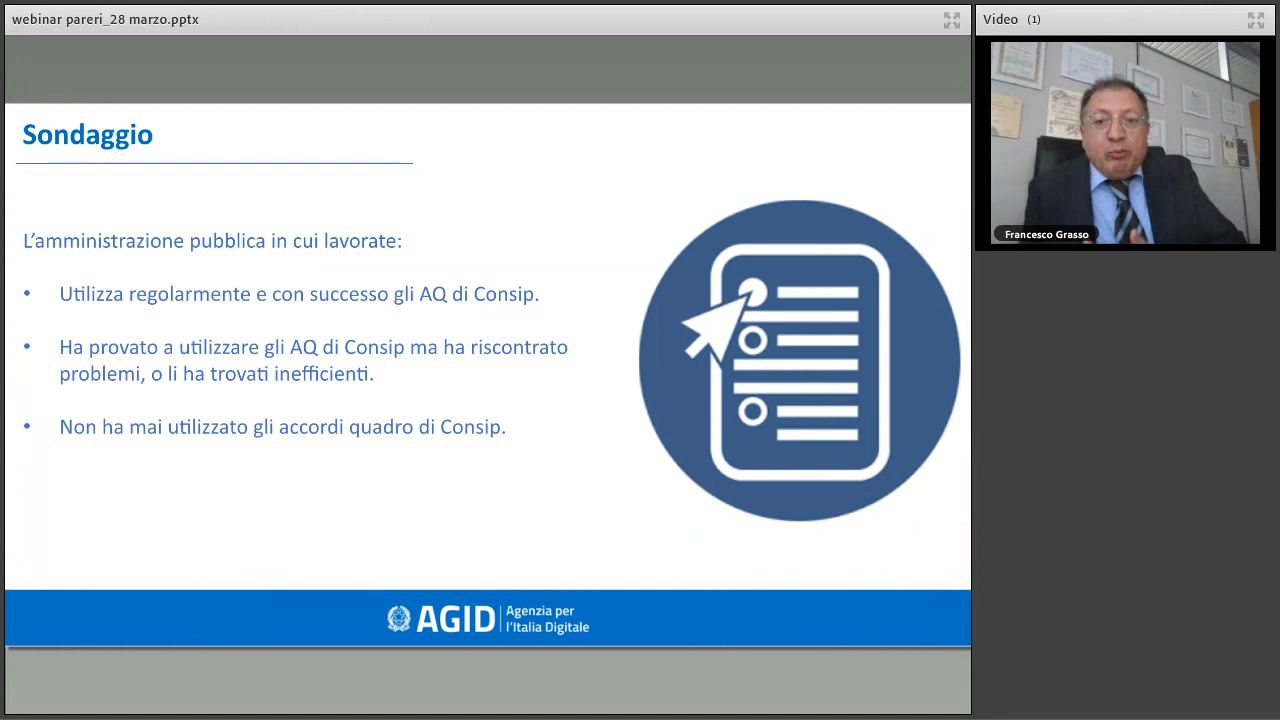 webinar pareri_28 marzo.pptx
Video (1)
Francesco Grasso
Sondaggio
L’amministrazione pubblica in cui lavorate:
• Utilizza regolarmente e con successo gli AQ di Consip.
• Ha provato a utilizzare gli AQ di Consip ma ha riscontrato
problemi, o li ha trovati inefficienti.
• Non ha mai utilizzato gli accordi quadro di Consip.
AGID
Agenzia per
l’Italia Digitale